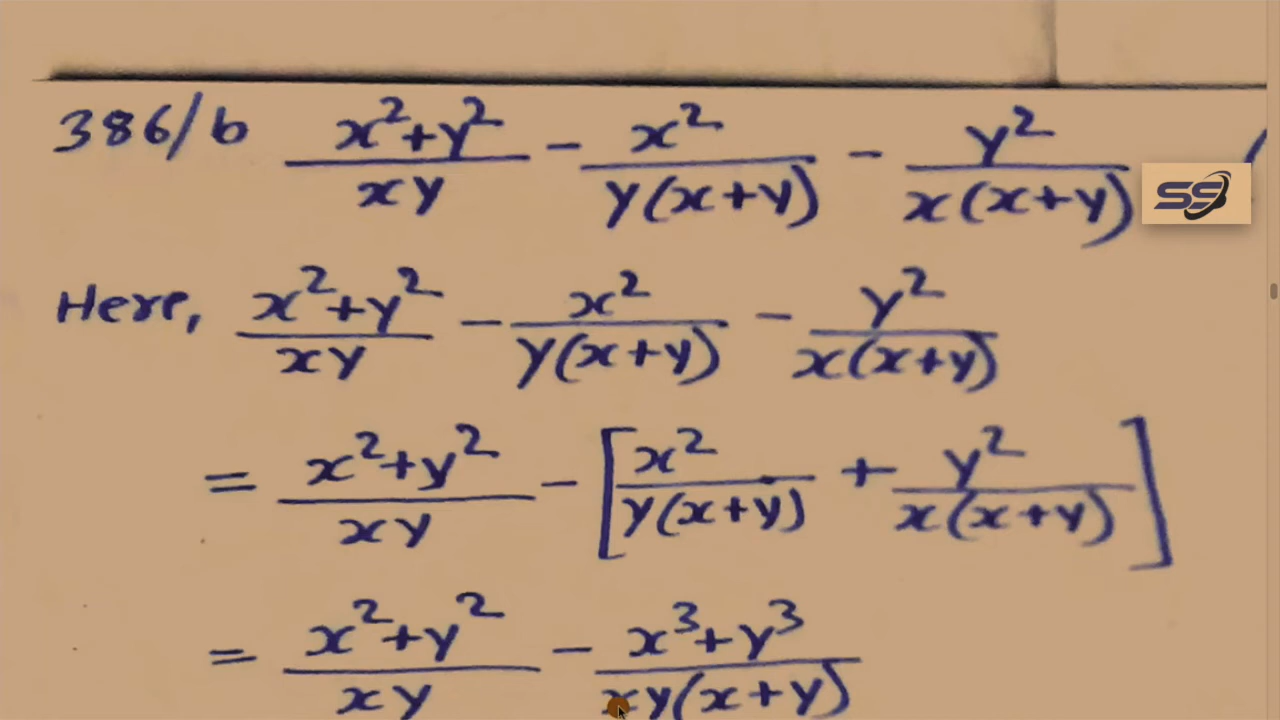 386/b (x²+y²)/(xy) − x²/(y(x+y)) − y²/(x(x+y))
SS
Here, (x²+y²)/(xy) − x²/(y(x+y)) − y²/(x(x+y))
= (x²+y²)/(xy) − [x²/(y(x+y)) + y²/(x(x+y))]
= (x²+y²)/(xy) − (x³+y³)/(xy(x+y))